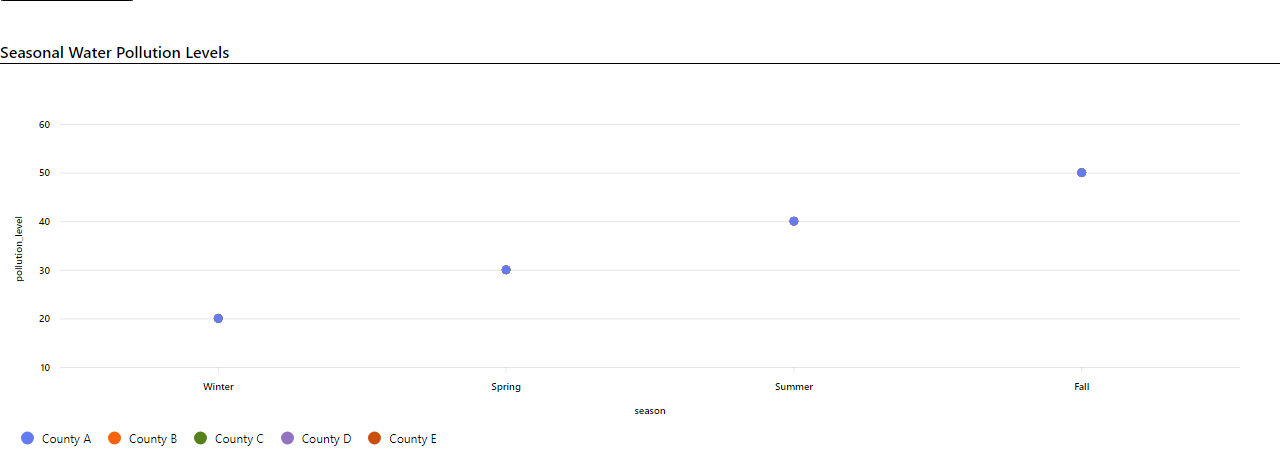 Seasonal Water Pollution Levels
60
50
40
30
20
10
pollution_level
Winter Spring Summer Fall
season
County A County B County C County D County E